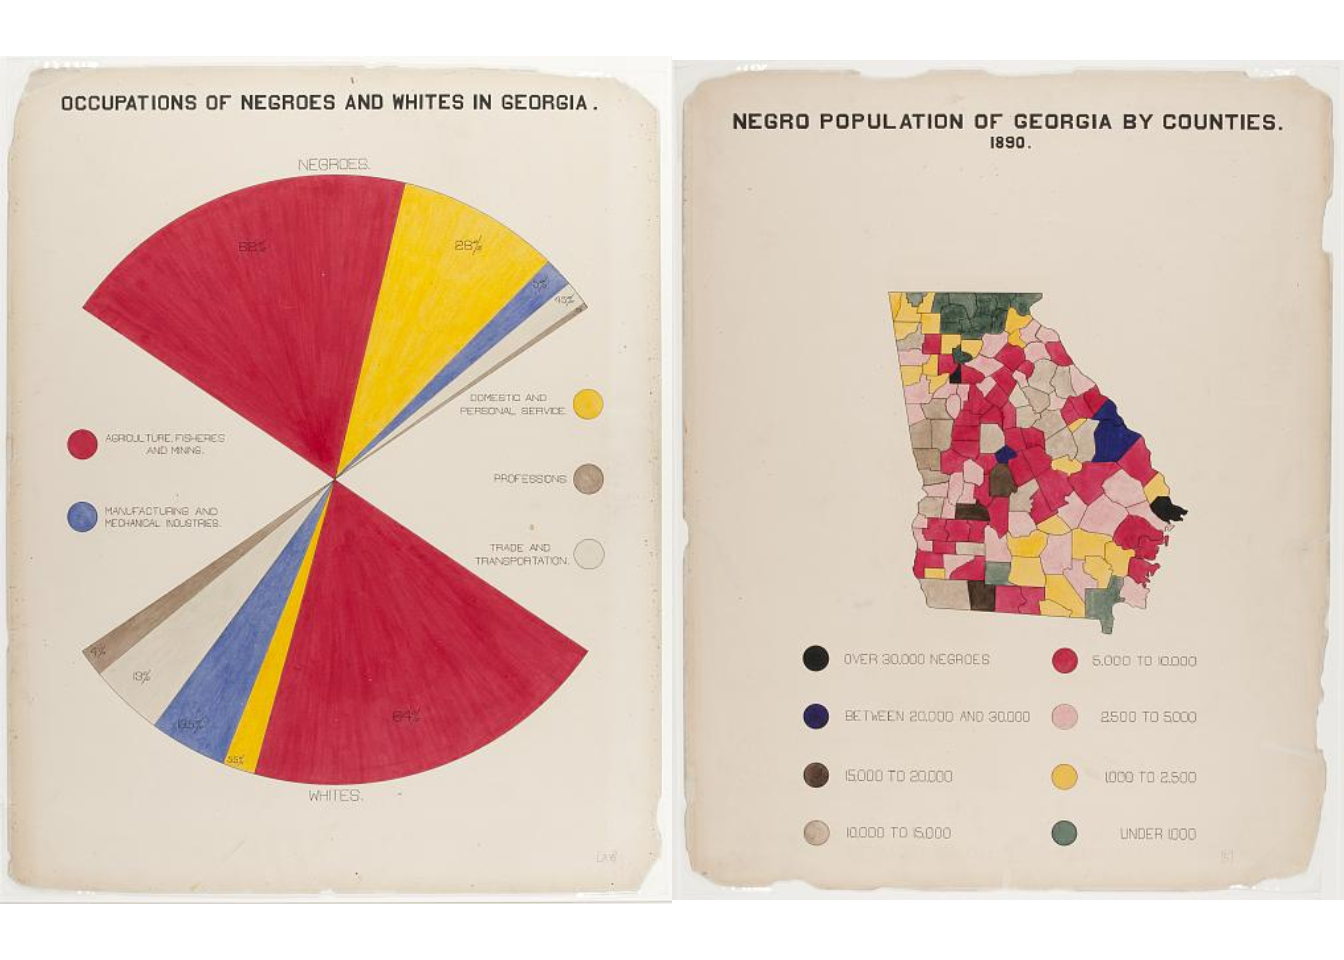 OCCUPATIONS OF NEGROES AND WHITES IN GEORGIA.
NEGROES.
62%
28%
5%
4.5%
DOMESTIC AND
PERSONAL SERVICE.
AGRICULTURE, FISHERIES
AND MINING.
PROFESSIONS.
MANUFACTURING AND
MECHANICAL INDUSTRIES.
TRADE AND
TRANSPORTATION.
4%
13%
13.5%
5.5%
64%
WHITES.
NEGRO POPULATION OF GEORGIA BY COUNTIES.
1890.
OVER 30.000 NEGROES
BETWEEN 20.000 AND 30.000
15.000 TO 20.000
10.000 TO 15.000
5.000 TO 10.000
2.500 TO 5.000
1.000 TO 2.500
UNDER 1.000